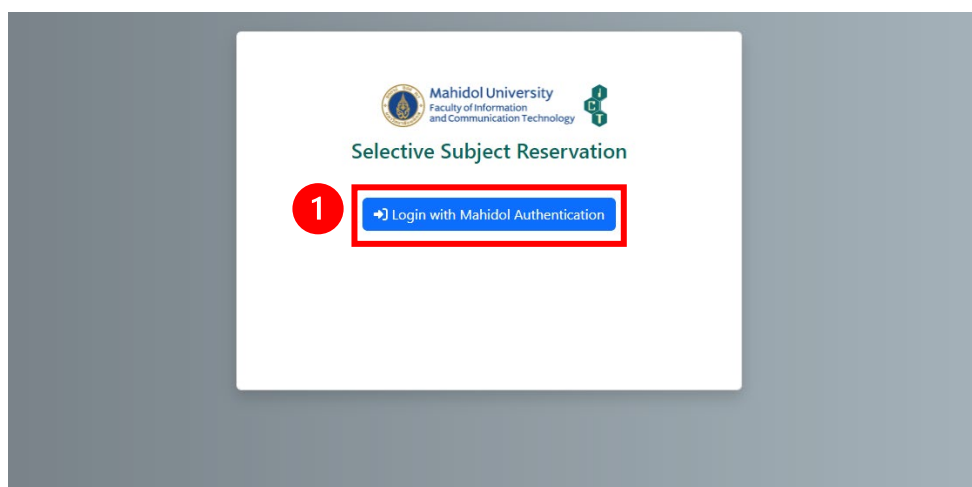 Mahidol University
Faculty of Information
and Communication Technology
i
C
T
Selective Subject Reservation
1
Login with Mahidol Authentication